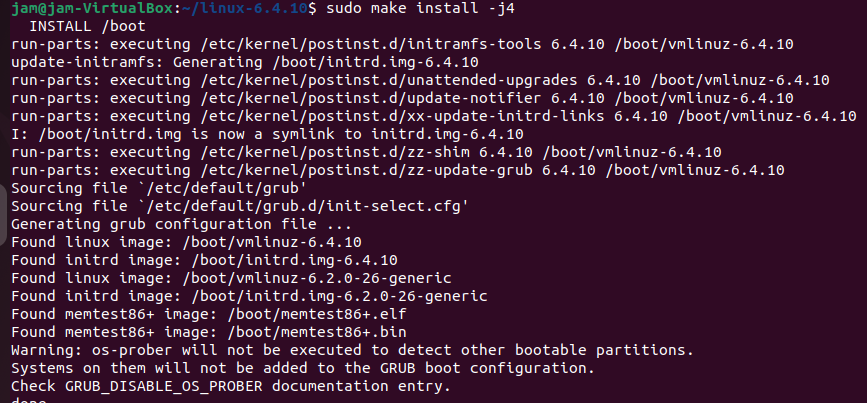 jam@jam-VirtualBox:~/linux-6.4.10$ sudo make install -j4
  INSTALL /boot
run-parts: executing /etc/kernel/postinst.d/initramfs-tools 6.4.10 /boot/vmlinuz-6.4.10
update-initramfs: Generating /boot/initrd.img-6.4.10
run-parts: executing /etc/kernel/postinst.d/unattended-upgrades 6.4.10 /boot/vmlinuz-6.4.10
run-parts: executing /etc/kernel/postinst.d/update-notifier 6.4.10 /boot/vmlinuz-6.4.10
run-parts: executing /etc/kernel/postinst.d/xx-update-initrd-links 6.4.10 /boot/vmlinuz-6.4.10
I: /boot/initrd.img is now a symlink to initrd.img-6.4.10
run-parts: executing /etc/kernel/postinst.d/zz-shim 6.4.10 /boot/vmlinuz-6.4.10
run-parts: executing /etc/kernel/postinst.d/zz-update-grub 6.4.10 /boot/vmlinuz-6.4.10
Sourcing file `/etc/default/grub'
Sourcing file `/etc/default/grub.d/init-select.cfg'
Generating grub configuration file ...
Found linux image: /boot/vmlinuz-6.4.10
Found initrd image: /boot/initrd.img-6.4.10
Found linux image: /boot/vmlinuz-6.2.0-26-generic
Found initrd image: /boot/initrd.img-6.2.0-26-generic
Found memtest86+ image: /boot/memtest86+.elf
Found memtest86+ image: /boot/memtest86+.bin
Warning: os-prober will not be executed to detect other bootable partitions.
Systems on them will not be added to the GRUB boot configuration.
Check GRUB_DISABLE_OS_PROBER documentation entry.
done